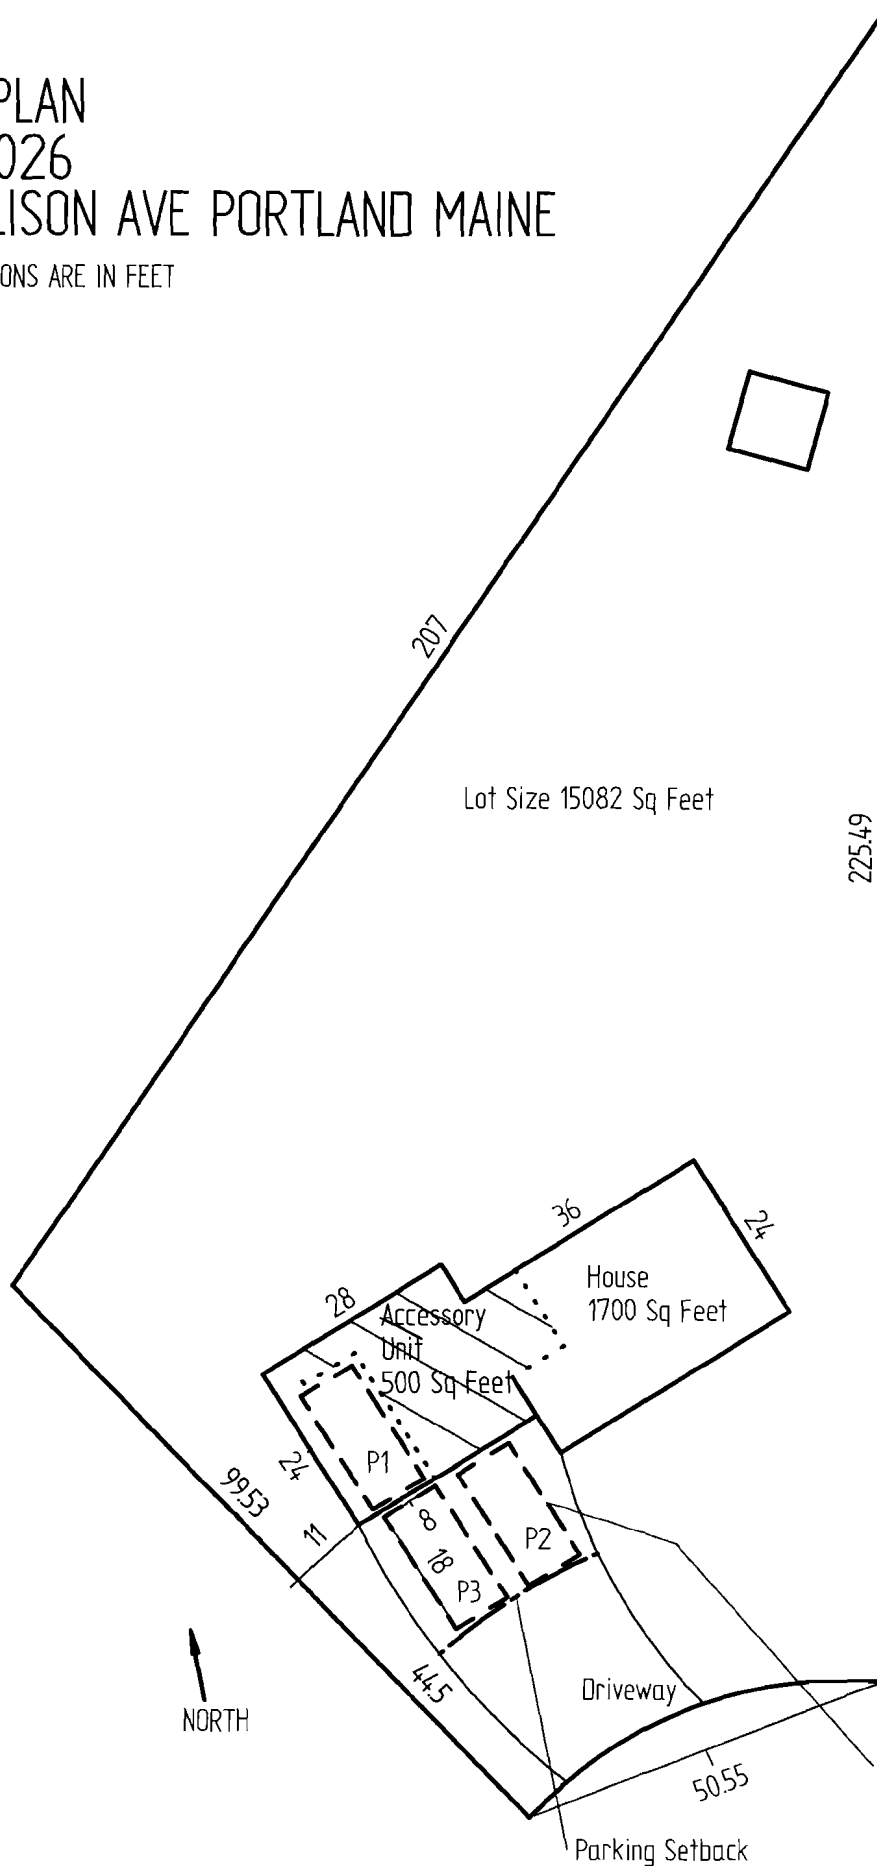 PLAN
026
LISON AVE PORTLAND MAINE
ONS ARE IN FEET
207
Lot Size 15082 Sq Feet
225.49
36
24
House
1700 Sq Feet
28
Accessory
Unit
500 Sq Feet
P1
24
99.53
11
8
18
P2
P3
44.5
NORTH
Driveway
50.55
Parking Setback